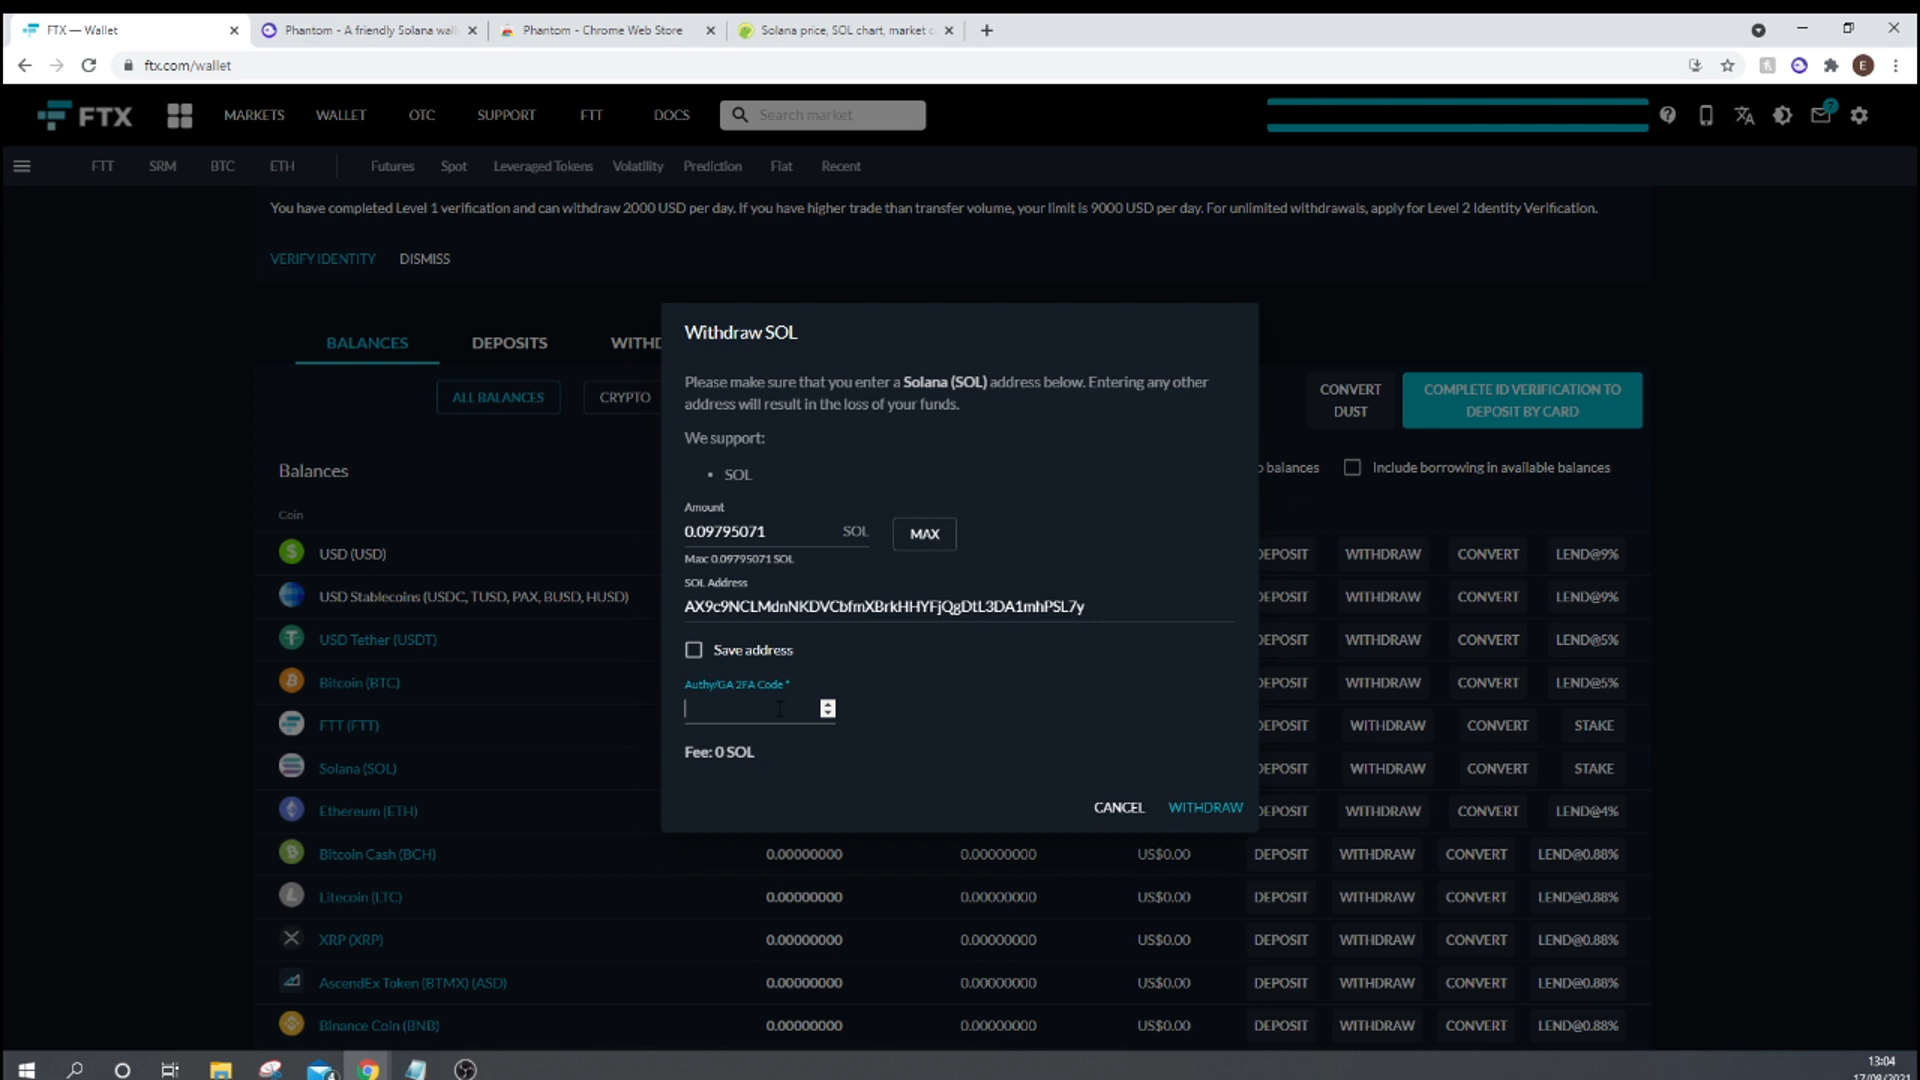 FTX — Wallet
Phantom - A friendly Solana wall
Phantom - Chrome Web Store
Solana price, SOL chart, market c
ftx.com/wallet
E
FTX MARKETS WALLET OTC SUPPORT FTT DOCS Search market 7
FTT SRM BTC ETH Futures Spot Leveraged Tokens Volatility Prediction Fiat Recent
You have completed Level 1 verification and can withdraw 2000 USD per day. If you have higher trade than transfer volume, your limit is 9000 USD per day. For unlimited withdrawals, apply for Level 2 Identity Verification.
VERIFY IDENTITY DISMISS
BALANCES DEPOSITS WITHD
ALL BALANCES CRYPTO
CONVERT DUST
COMPLETE ID VERIFICATION TO
DEPOSIT BY CARD
Balances
balances Include borrowing in available balances
Coin
Withdraw SOL
Please make sure that you enter a Solana (SOL) address below. Entering any other
address will result in the loss of your funds.
We support:
• SOL
Amount
0.09795071 SOL MAX
Max: 0.09795071 SOL
SOL Address
AX9c9NCLMdnNKDVCbfmXBrkHHYFjQgDtL3DA1mhPSL7y
Save address
Authy/GA 2FA Code *
Fee: 0 SOL
CANCEL WITHDRAW
USD (USD) DEPOSIT WITHDRAW CONVERT LEND@9%
USD Stablecoins (USDC, TUSD, PAX, BUSD, HUSD) DEPOSIT WITHDRAW CONVERT LEND@9%
USD Tether (USDT) DEPOSIT WITHDRAW CONVERT LEND@5%
Bitcoin (BTC) DEPOSIT WITHDRAW CONVERT LEND@5%
FTT (FTT) DEPOSIT WITHDRAW CONVERT STAKE
Solana (SOL) DEPOSIT WITHDRAW CONVERT STAKE
Ethereum (ETH) DEPOSIT WITHDRAW CONVERT LEND@4%
Bitcoin Cash (BCH) 0.00000000 0.00000000 US$0.00 DEPOSIT WITHDRAW CONVERT LEND@0.88%
Litecoin (LTC) 0.00000000 0.00000000 US$0.00 DEPOSIT WITHDRAW CONVERT LEND@0.88%
XRP (XRP) 0.00000000 0.00000000 US$0.00 DEPOSIT WITHDRAW CONVERT LEND@0.88%
AscendEx Token (BTMX) (ASD) 0.00000000 0.00000000 US$0.00 DEPOSIT WITHDRAW CONVERT LEND@0.88%
Binance Coin (BNB) 0.00000000 0.00000000 US$0.00 DEPOSIT WITHDRAW CONVERT LEND@0.88%
13:04
17/08/2021